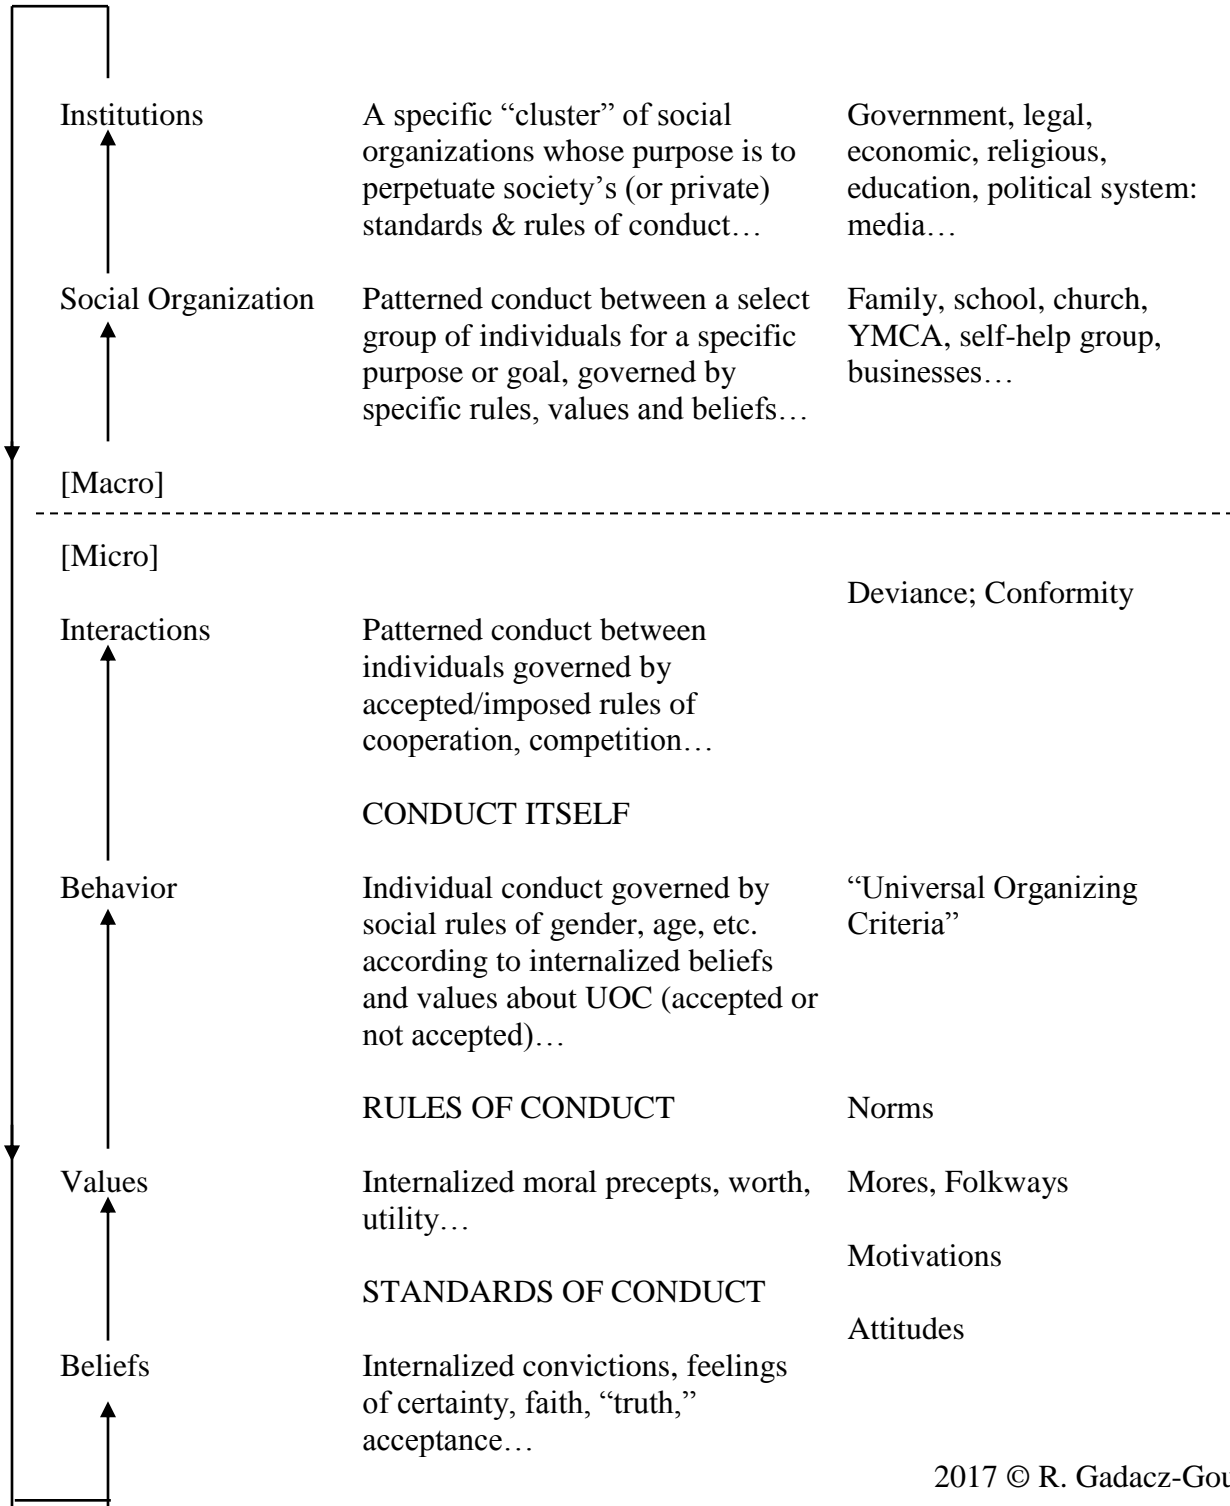 Institutions
A specific “cluster” of social
organizations whose purpose is to
perpetuate society’s (or private)
standards & rules of conduct…
Government, legal,
economic, religious,
education, political system:
media…
Social Organization
Patterned conduct between a select
group of individuals for a specific
purpose or goal, governed by
specific rules, values and beliefs…
Family, school, church,
YMCA, self-help group,
businesses…
[Macro]
[Micro]
Deviance; Conformity
Interactions
Patterned conduct between
individuals governed by
accepted/imposed rules of
cooperation, competition…
CONDUCT ITSELF
Behavior
Individual conduct governed by
social rules of gender, age, etc.
according to internalized beliefs
and values about UOC (accepted or
not accepted)…
“Universal Organizing
Criteria”
RULES OF CONDUCT
Norms
Values
Internalized moral precepts, worth,
utility…
Mores, Folkways
Motivations
STANDARDS OF CONDUCT
Attitudes
Beliefs
Internalized convictions, feelings
of certainty, faith, “truth,”
acceptance…
2017 © R. Gadacz-Gou